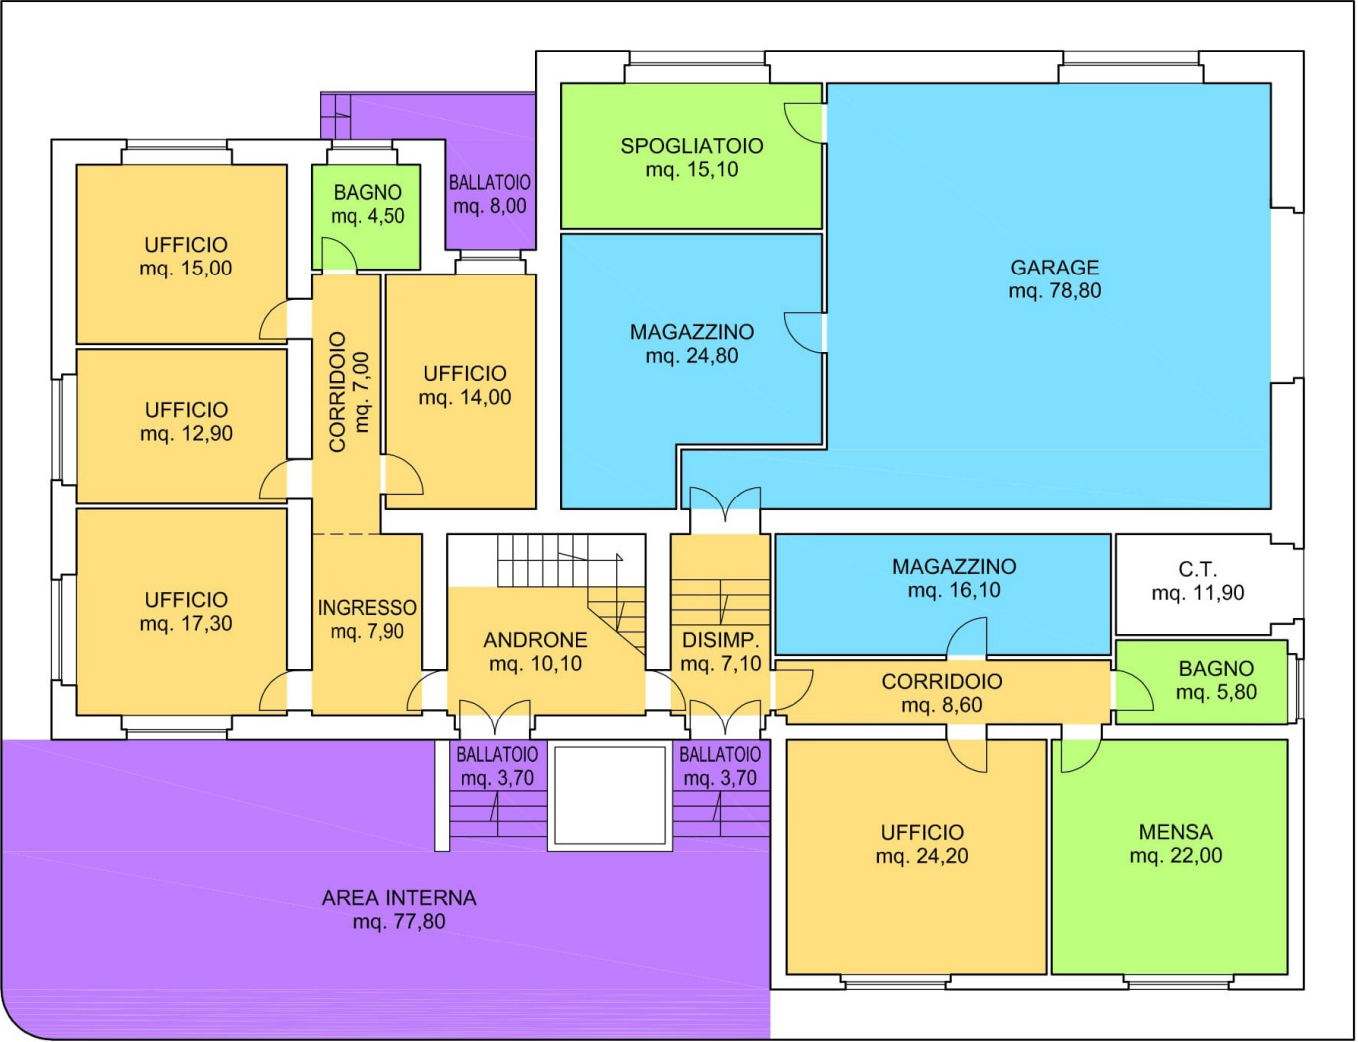 SPOGLIATOIO
mq. 15,10
BAGNO
mq. 4,50
BALLATOIO
mq. 8,00
UFFICIO
mq. 15,00
GARAGE
mq. 78,80
MAGAZZINO
mq. 24,80
CORRIDOIO
mq. 7,00
UFFICIO
mq. 14,00
UFFICIO
mq. 12,90
UFFICIO
mq. 17,30
INGRESSO
mq. 7,90
ANDRONE
mq. 10,10
DISIMP.
mq. 7,10
MAGAZZINO
mq. 16,10
C.T.
mq. 11,90
CORRIDOIO
mq. 8,60
BAGNO
mq. 5,80
BALLATOIO
mq. 3,70
BALLATOIO
mq. 3,70
UFFICIO
mq. 24,20
MENSA
mq. 22,00
AREA INTERNA
mq. 77,80